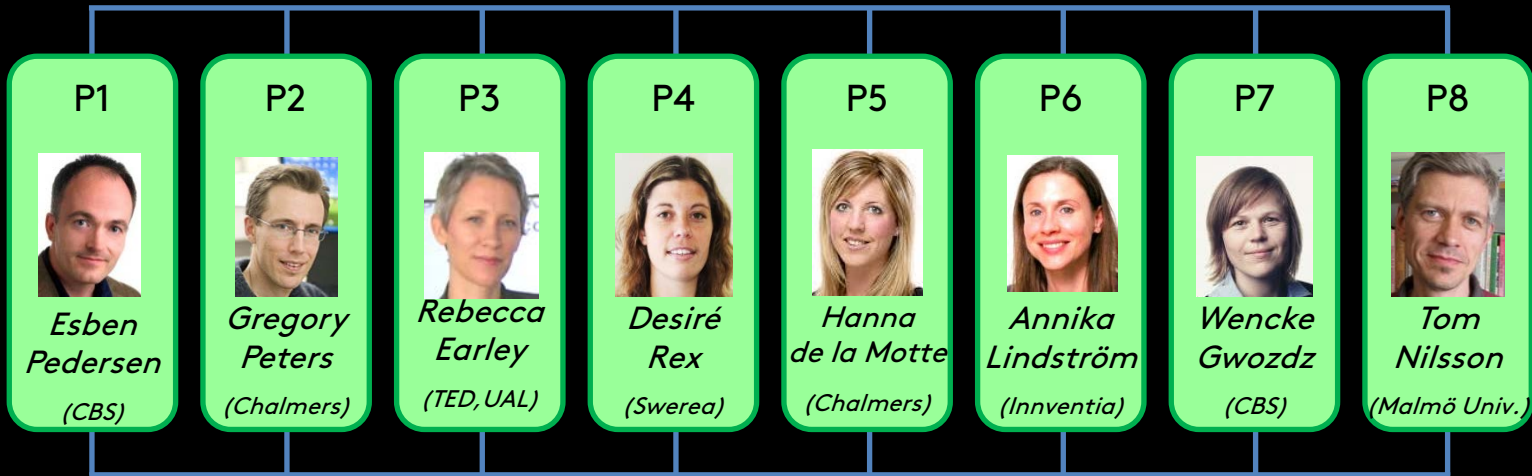 P1
Esben
Pedersen
(CBS)
P2
Gregory
Peters
(Chalmers)
P3
Rebecca
Earley
(TED, UAL)
P4
Desiré
Rex
(Swerea)
P5
Hanna
de la Motte
(Chalmers)
P6
Annika
Lindström
(Innventia)
P7
Wencke
Gwozdz
(CBS)
P8
Tom
Nilsson
(Malmö Univ.)